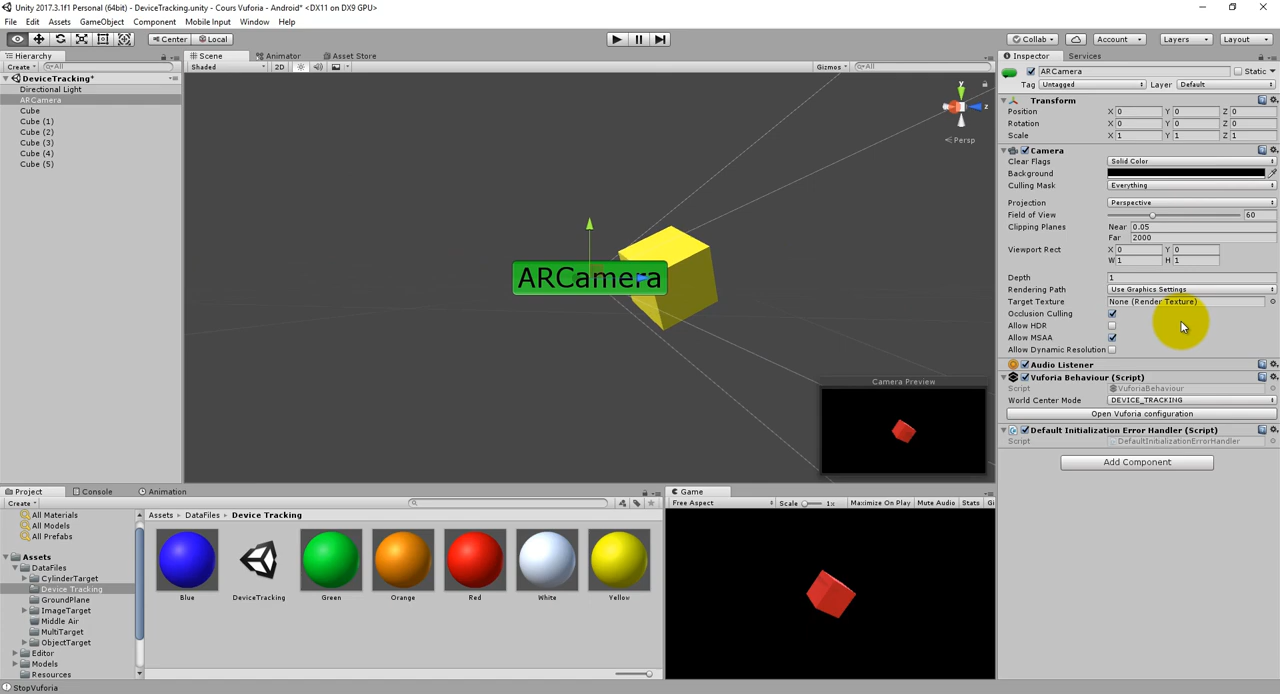 Unity 2017.3.1f1 Personal (64bit) - DeviceTracking.unity - Cours Vuforia - Android* <DX11 on DX9 GPU>
File Edit Assets GameObject Component Mobile Input Window Help
Center Local Collab Account Layers Layout
Hierarchy
Create All
DeviceTracking*
Directional Light
ARCamera
Cube
Cube (1)
Cube (2)
Cube (3)
Cube (4)
Cube (5)
Scene Animator Asset Store
Shaded 2D Gizmos All
y
z
Persp
ARCamera
Camera Preview
Inspector Services
ARCamera Static
Tag Untagged Layer Default
Transform
Position X 0 Y 0 Z 0
Rotation X 0 Y 0 Z 0
Scale X 1 Y 1 Z 1
Camera
Clear Flags Solid Color
Background
Culling Mask Everything
Projection Perspective
Field of View 60
Clipping Planes Near 0.05
Far 2000
Viewport Rect X 0 Y 0
W 1 H 1
Depth 1
Rendering Path Use Graphics Settings
Target Texture None (Render Texture)
Occlusion Culling
Allow HDR
Allow MSAA
Allow Dynamic Resolution
Audio Listener
Vuforia Behaviour (Script)
Script VuforiaBehaviour
World Center Mode DEVICE_TRACKING
Open Vuforia configuration
Default Initialization Error Handler (Script)
Script DefaultInitializationErrorHandler
Add Component
Project Console Animation
Create
All Materials
All Models
All Prefabs
Assets
DataFiles
CylinderTarget
Device Tracking
GroundPlane
ImageTarget
Middle Air
MultiTarget
ObjectTarget
Editor
Models
Resources
Assets DataFiles Device Tracking
Blue DeviceTracking Green Orange Red White Yellow
Game
Free Aspect Scale 1x Maximize On Play Mute Audio Stats Gi
StopVuforia